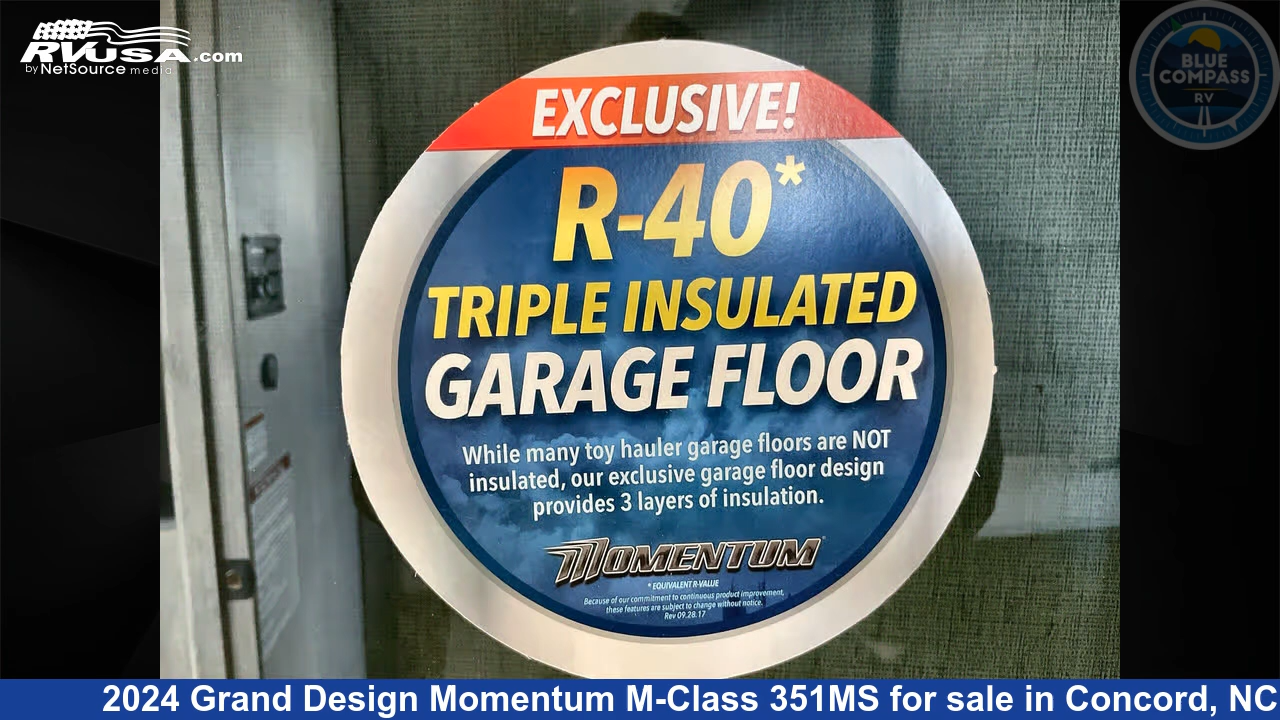 RVUSA.com
by NetSource media
BLUE
COMPASS
RV
EXCLUSIVE!
R-40*
TRIPLE INSULATED
GARAGE FLOOR
While many toy hauler garage floors are NOT
insulated, our exclusive garage floor design
provides 3 layers of insulation.
MOMENTUM
* EQUIVALENT R-VALUE
Because of our commitment to continuous product improvement,
these features are subject to change without notice.
Rev 09.28.17
2024 Grand Design Momentum M-Class 351MS for sale in Concord, NC